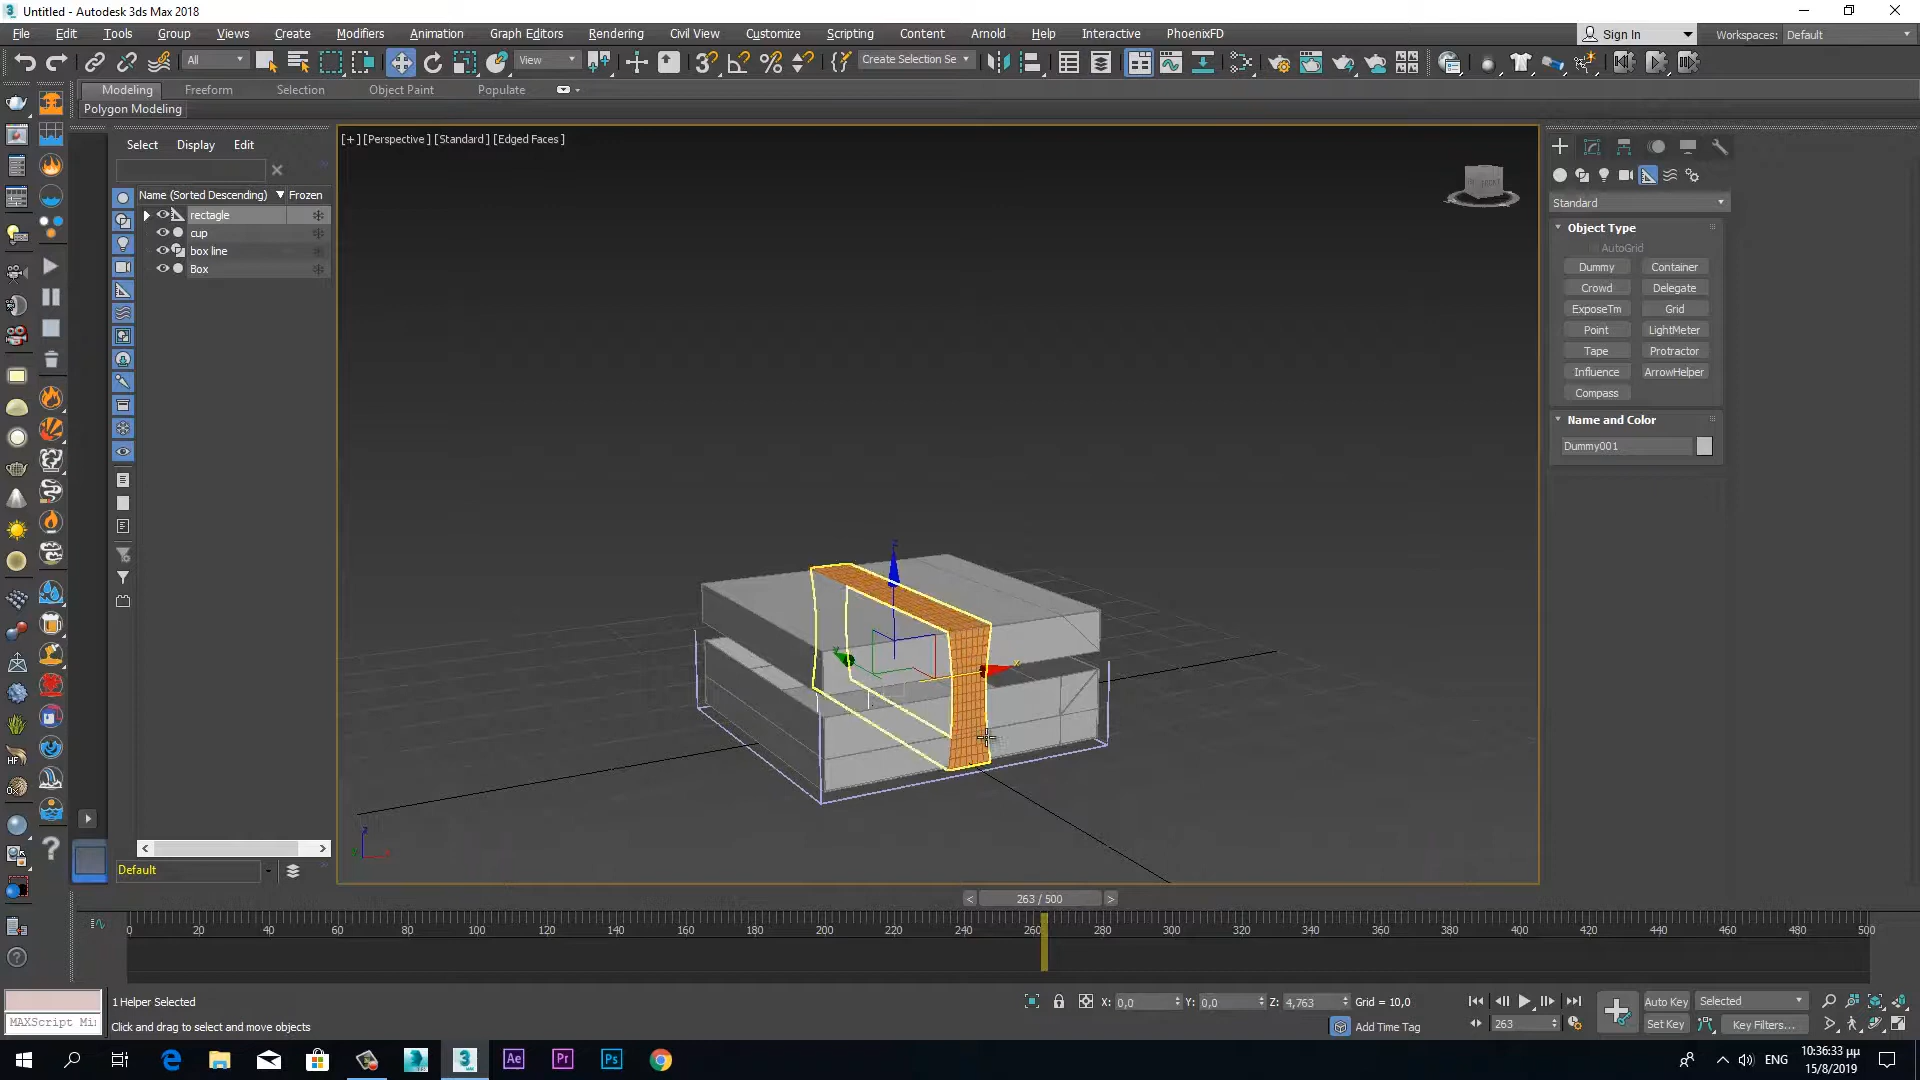 Untitled - Autodesk 3ds Max 2018
File Edit Tools Group Views Create Modifiers Animation Graph Editors Rendering Civil View Customize Scripting Content Arnold Help Interactive PhoenixFD
Sign In
Workspaces: Default
All
View
Create Selection Se
Modeling Freeform Selection Object Paint Populate
Polygon Modeling
Select Display Edit
Name (Sorted Descending) Frozen
rectagle
cup
box line
Box
[+] [Perspective] [Standard] [Edged Faces]
Standard
Object Type
AutoGrid
Dummy Container
Crowd Delegate
ExposeTm Grid
Point LightMeter
Tape Protractor
Influence ArrowHelper
Compass
Name and Color
Dummy001
HF
Default
< 263 / 500 >
0 20 40 60 80 100 120 140 160 180 200 220 240 260 280 300 320 340 360 380 400 420 440 460 480 500
1 Helper Selected
X: 0,0 Y: 0,0 Z: 4,763 Grid = 10,0
Auto Key Selected
MAXScript Mi
Click and drag to select and move objects
Add Time Tag
263
Set Key Key Filters...
Ae Pr Ps
ENG
10:36:33 μμ
15/8/2019